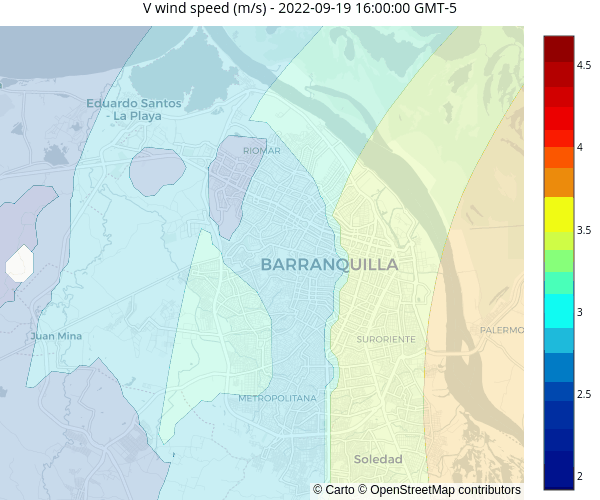 V wind speed (m/s) - 2022-09-19 16:00:00 GMT-5
4.5
4
3.5
3
2.5
2
Eduardo Santos
- La Playa
RIOMAR
BARRANQUILLA
Juan Mina
SURORIENTE
PALERMO
METROPOLITANA
Soledad
© Carto © OpenStreetMap contributors